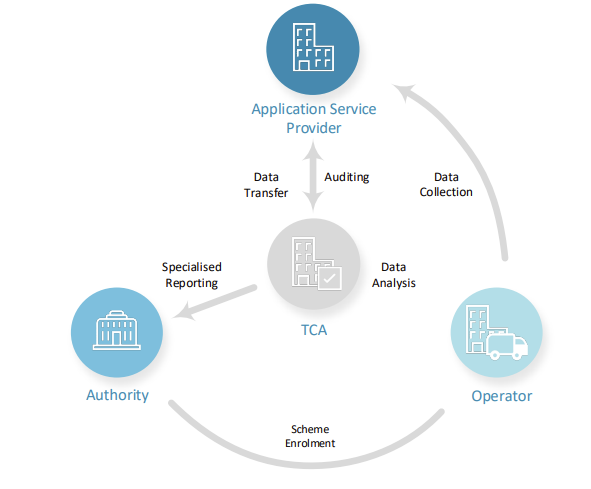 Application Service
Provider
Data
Transfer
Auditing
Data
Collection
Specialised
Reporting
Data
Analysis
TCA
Authority
Operator
Scheme
Enrolment